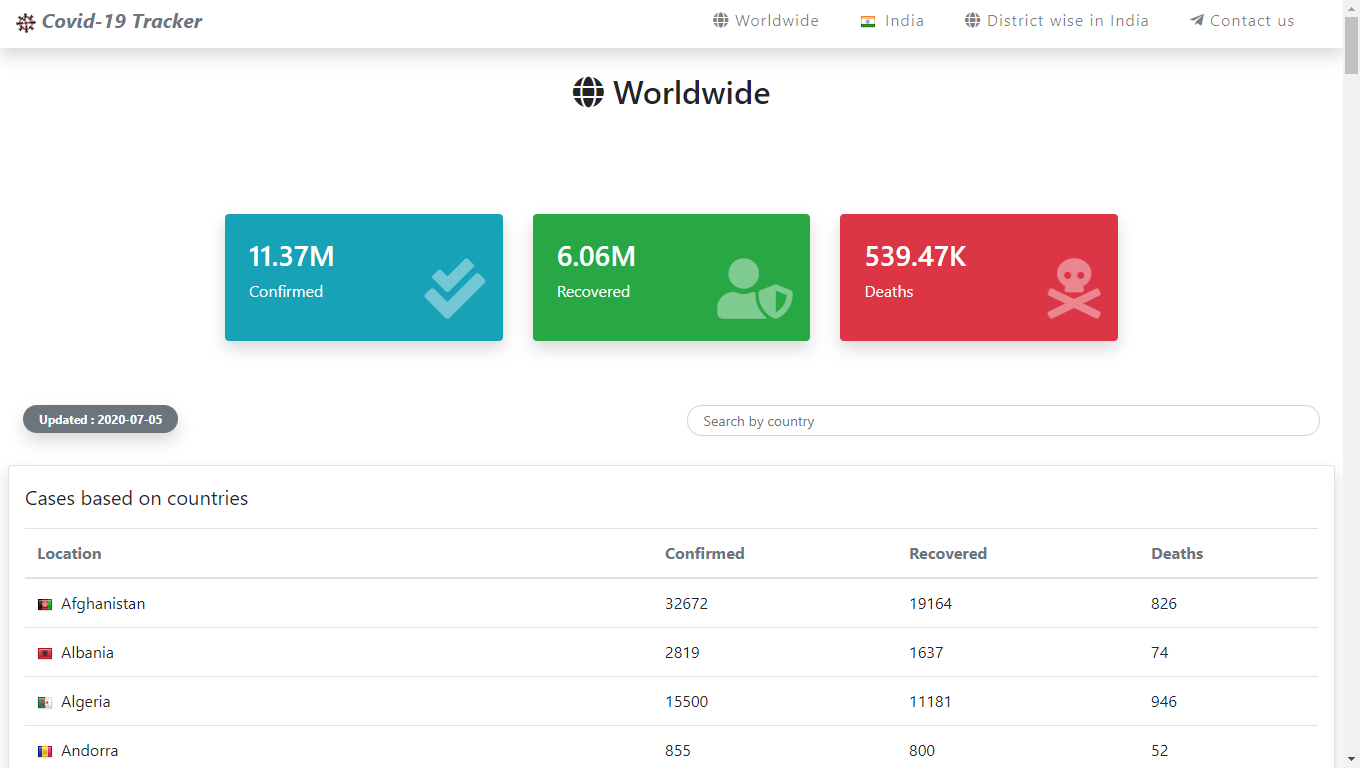 Covid-19 Tracker Worldwide India District wise in India Contact us
Worldwide
11.37M 6.06M 539.47K
Confirmed Recovered Deaths
Updated : 2020-07-05 Search by country
Cases based on countries
Location Confirmed Recovered Deaths
Afghanistan 32672 19164 826
Albania 2819 1637 74
Algeria 15500 11181 946
Andorra 855 800 52